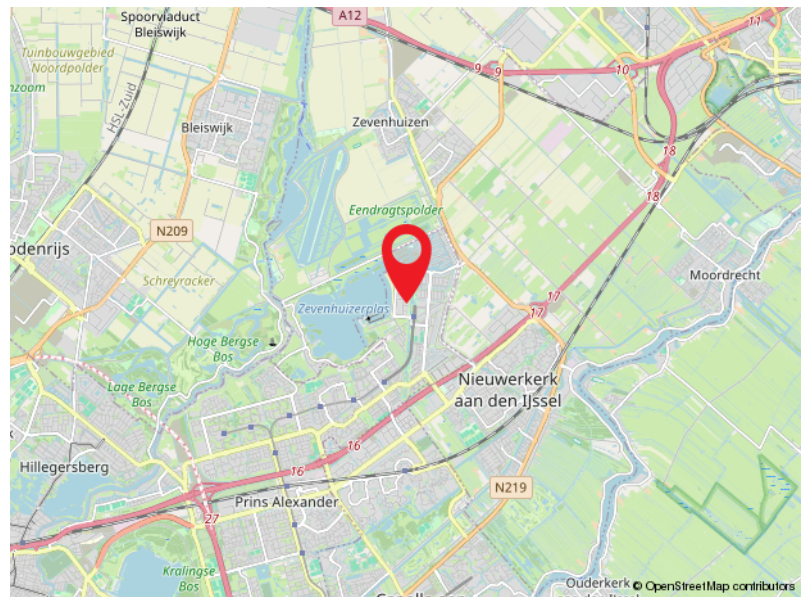 Spoorviaduct
Bleiswijk
A12
11
Tuinbouwgebied
Noordpolder
9
9
10
HSL-Zuid
Bleiswijk
Zevenhuizen
18
18
Eendragtspolder
N209
Moordrecht
Schreyracker
Zevenhuizerplas
17
17
Hoge Bergse
Bos
Lage Bergse
Bos
Nieuwerkerk
aan den IJssel
16
16
Hillegersberg
N219
Prins Alexander
27
Kralingse
Bos
Ouderkerk
© OpenStreetMap contributors